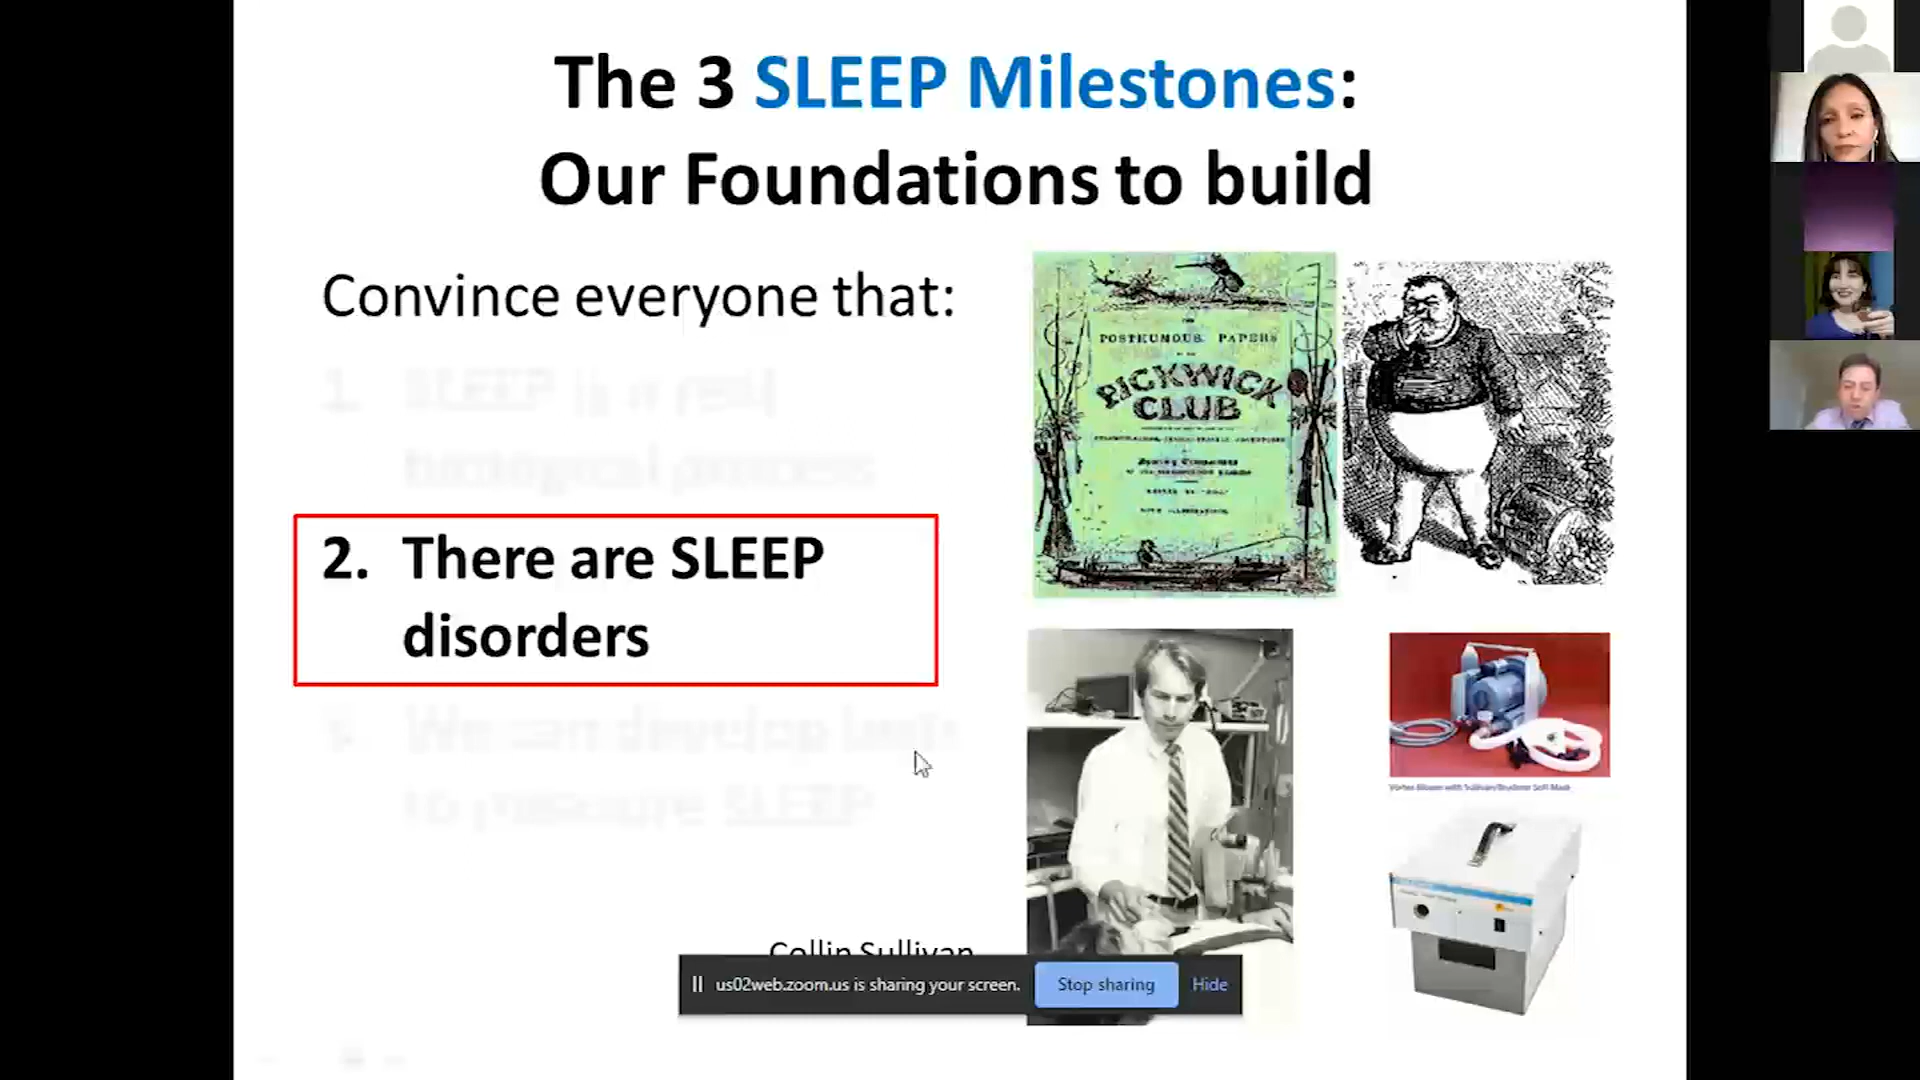 The 3 SLEEP Milestones:
Our Foundations to build
Convince everyone that:
1. SLEEP is a real
biological process
2. There are SLEEP
disorders
3. We can develop tests
to measure SLEEP
POSTHUMOUS PAPERS
PICKWICK
CLUB
Collin Sullivan
us02web.zoom.us is sharing your screen. Stop sharing Hide